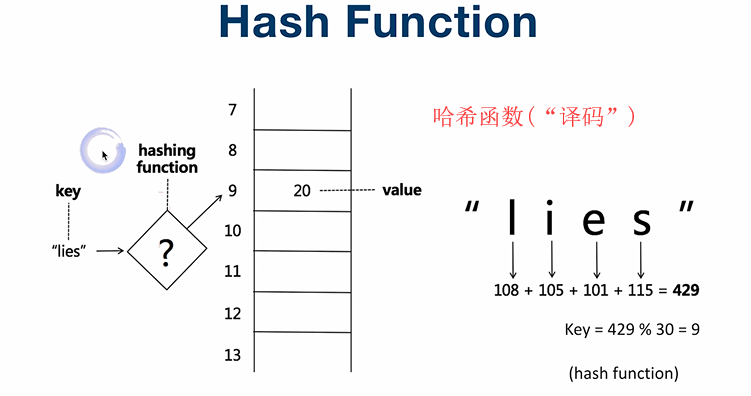 Hash Function
7
8
9
10
11
12
13
key
"lies"
hashing
function
?
20
value
哈希函数(“译码”)
“ l i e s ”
108 + 105 + 101 + 115 = 429
Key = 429 % 30 = 9
(hash function)